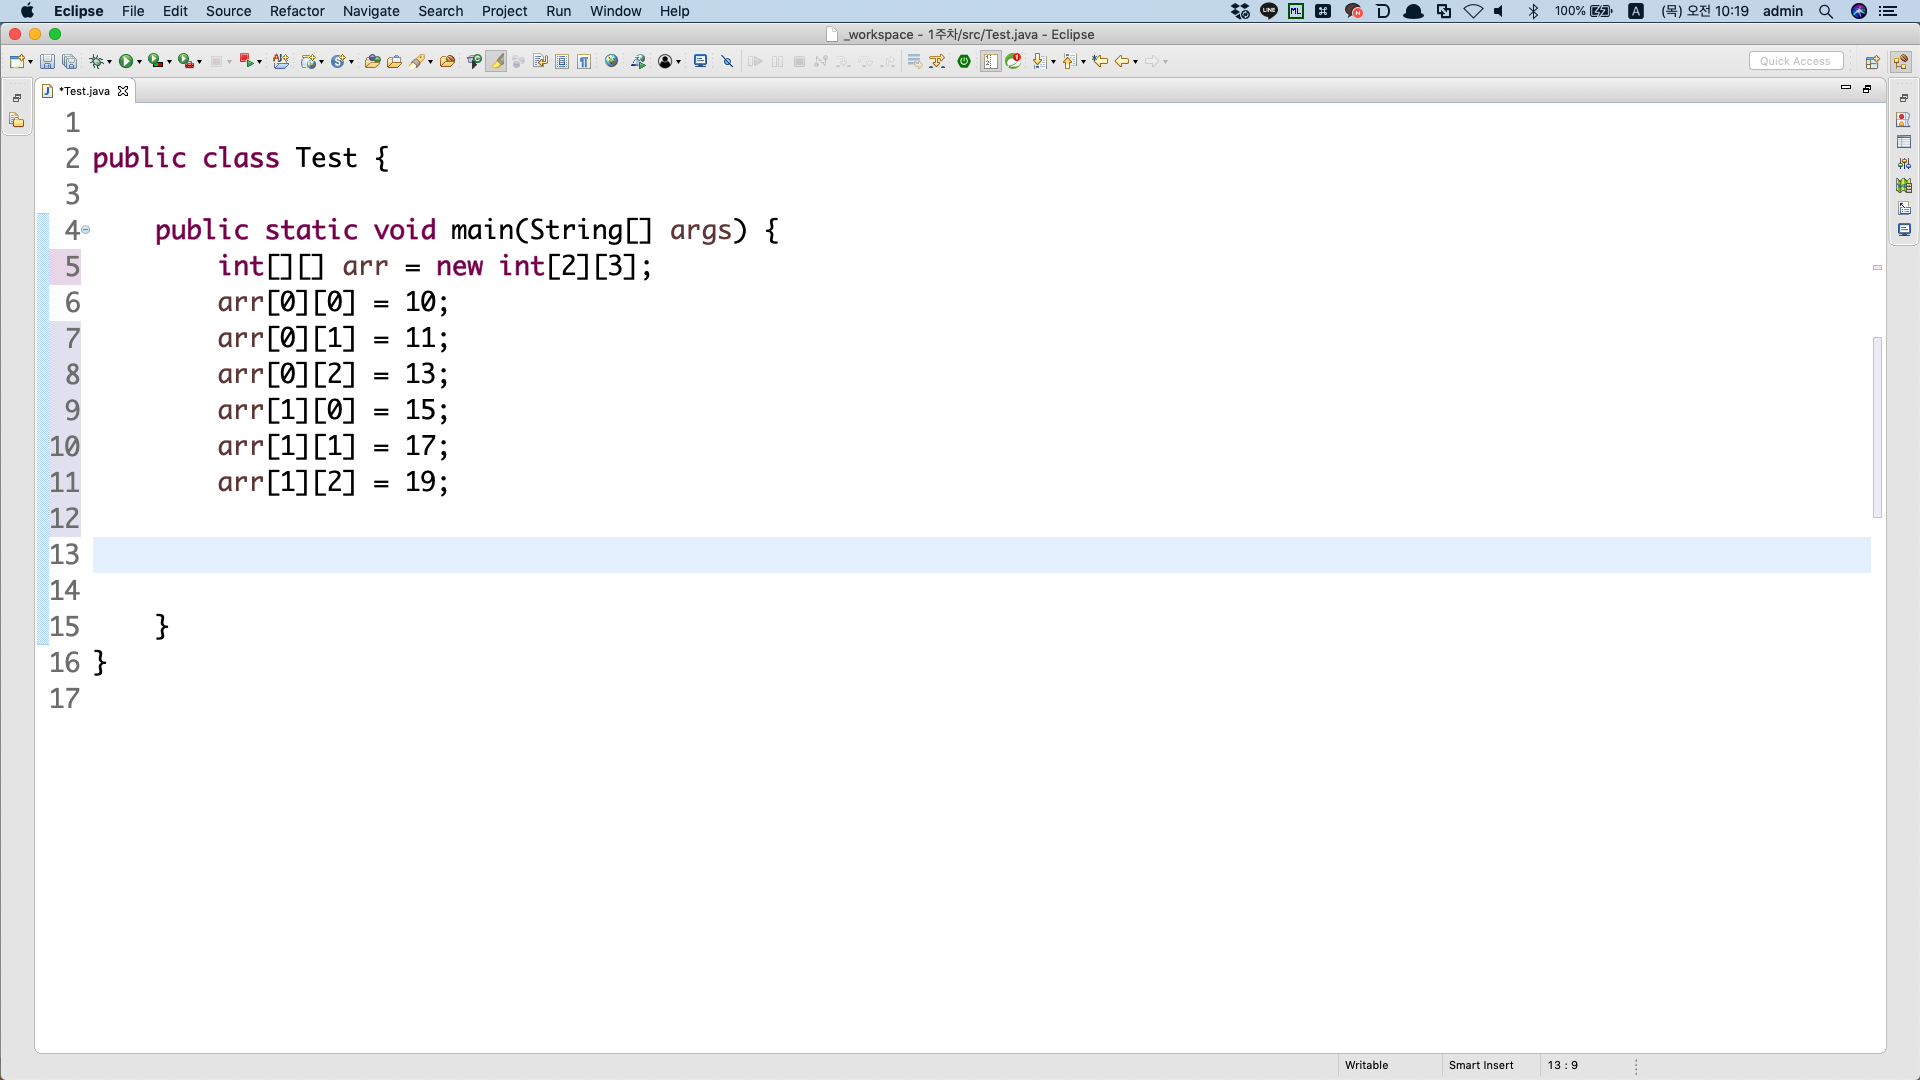 Eclipse File Edit Source Refactor Navigate Search Project Run Window Help 100% A (목) 오전 10:19 admin
_workspace - 1주차/src/Test.java - Eclipse
Quick Access
*Test.java
1
2 public class Test {
3
4 public static void main(String[] args) {
5 int[][] arr = new int[2][3];
6 arr[0][0] = 10;
7 arr[0][1] = 11;
8 arr[0][2] = 13;
9 arr[1][0] = 15;
10 arr[1][1] = 17;
11 arr[1][2] = 19;
12
13
14
15 }
16 }
17
Writable Smart Insert 13 : 9